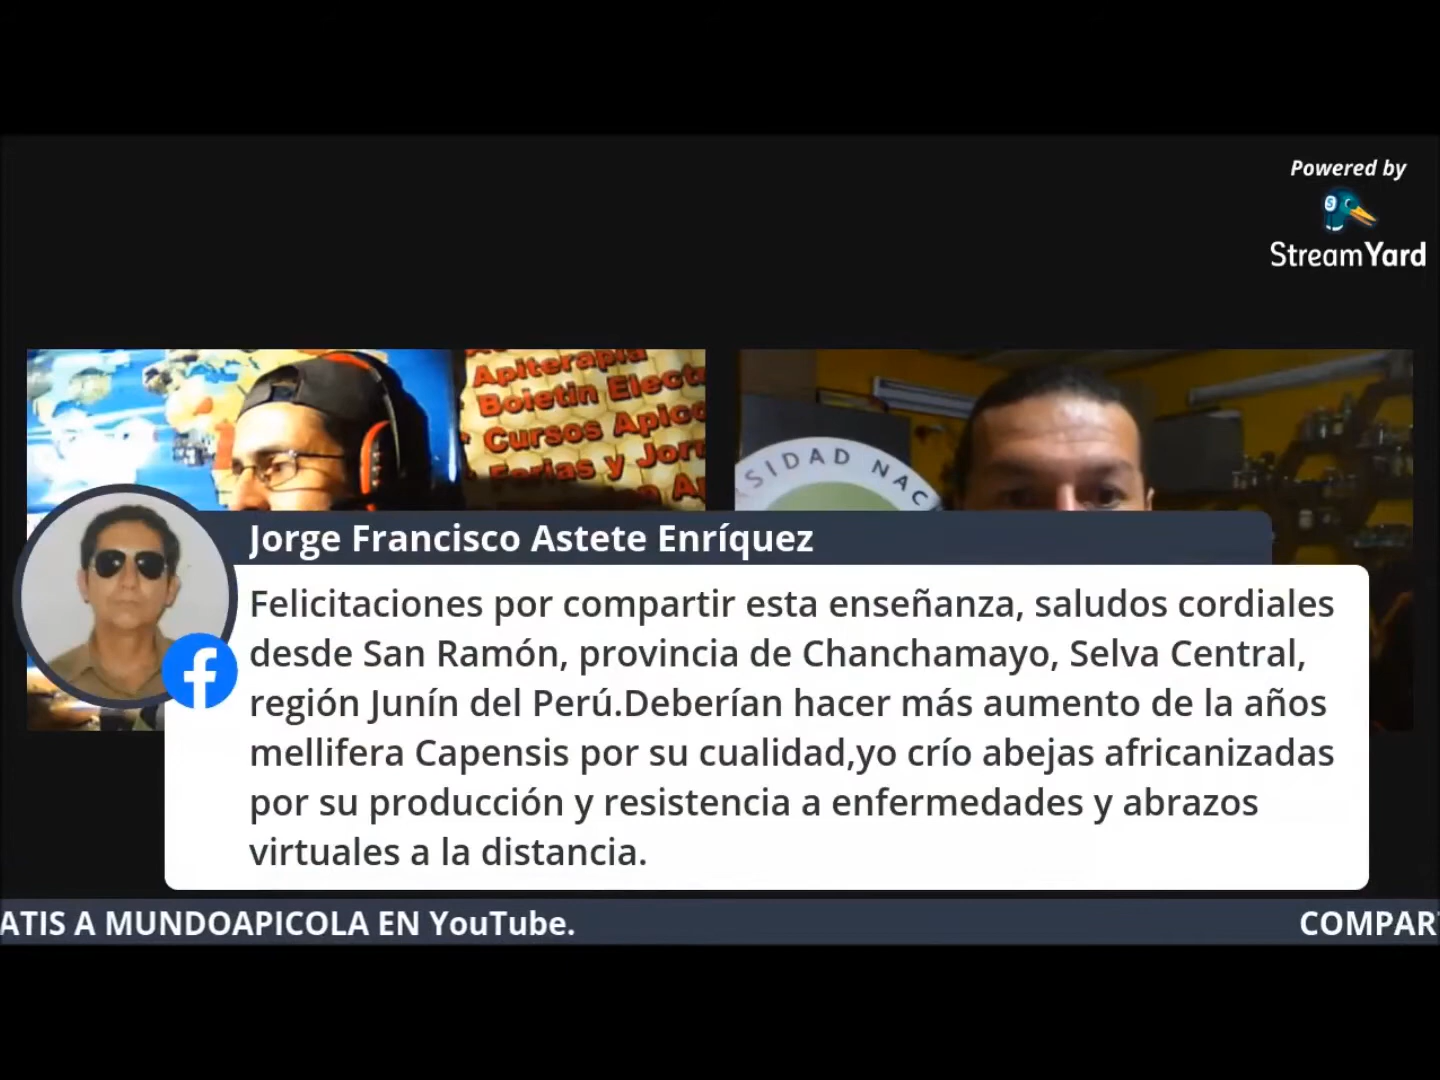 Powered by
StreamYard
Apiterapia
Boletin Elect
Cursos Apico
Ferias y Jor
SIDAD NAC
Jorge Francisco Astete Enríquez
Felicitaciones por compartir esta enseñanza, saludos cordiales
desde San Ramón, provincia de Chanchamayo, Selva Central,
región Junín del Perú.Deberían hacer más aumento de la años
mellifera Capensis por su cualidad,yo crío abejas africanizadas
por su producción y resistencia a enfermedades y abrazos
virtuales a la distancia.
ATIS A MUNDOAPICOLA EN YouTube.
COMPAR